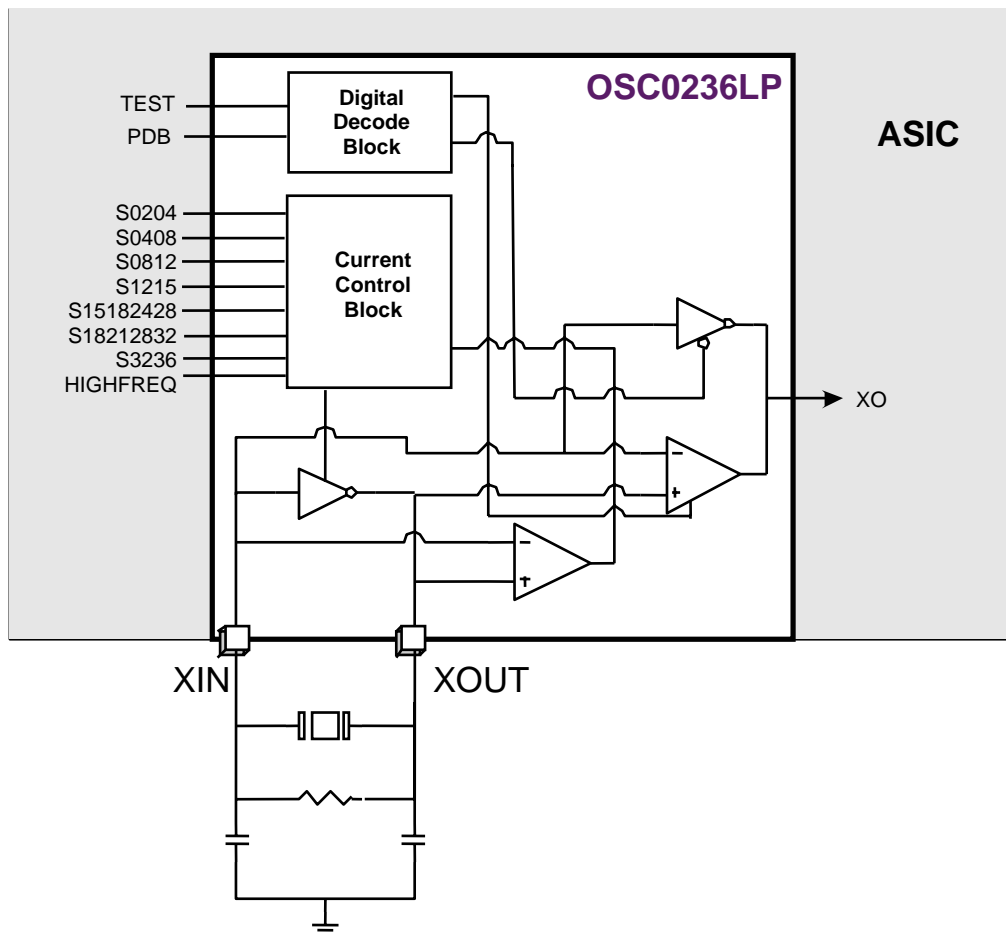 OSC0236LP
ASIC
TEST
PDB
Digital
Decode
Block
S0204
S0408
S0812
S1215
S15182428
S18212832
S3236
HIGHFREQ
Current
Control
Block
XO
−
+
−
+
XIN
XOUT